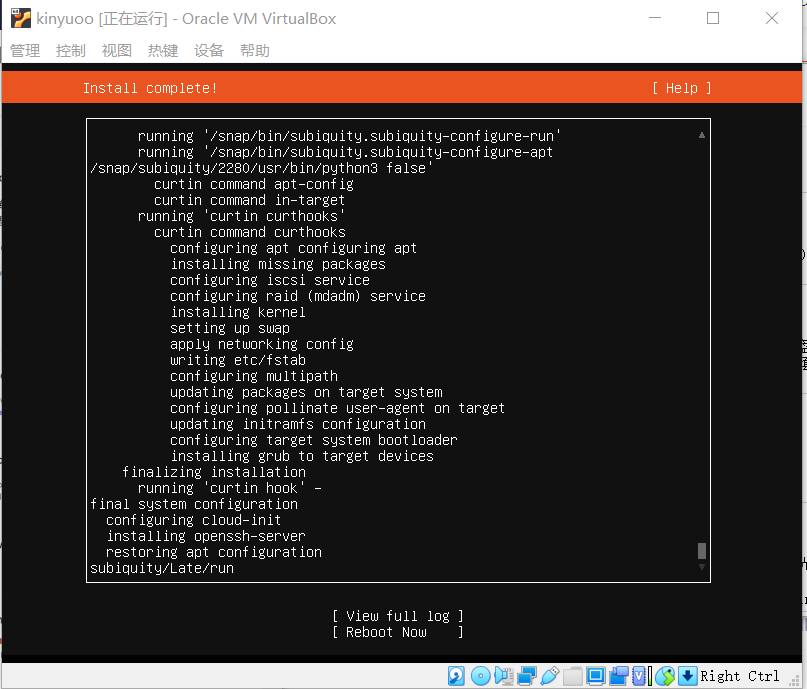 kinyuoo [正在运行] - Oracle VM VirtualBox
管理 控制 视图 热键 设备 帮助
Install complete! [ Help ]
running '/snap/bin/subiquity.subiquity-configure-run'
running '/snap/bin/subiquity.subiquity-configure-apt
/snap/subiquity/2280/usr/bin/python3 false'
curtin command apt-config
curtin command in-target
running 'curtin curthooks'
curtin command curthooks
configuring apt configuring apt
installing missing packages
configuring iscsi service
configuring raid (mdadm) service
installing kernel
setting up swap
apply networking config
writing etc/fstab
configuring multipath
updating packages on target system
configuring pollinate user-agent on target
updating initramfs configuration
configuring target system bootloader
installing grub to target devices
finalizing installation
running 'curtin hook' -
final system configuration
configuring cloud-init
installing openssh-server
restoring apt configuration
subiquity/Late/run
[ View full log ]
[ Reboot Now ]
Right Ctrl